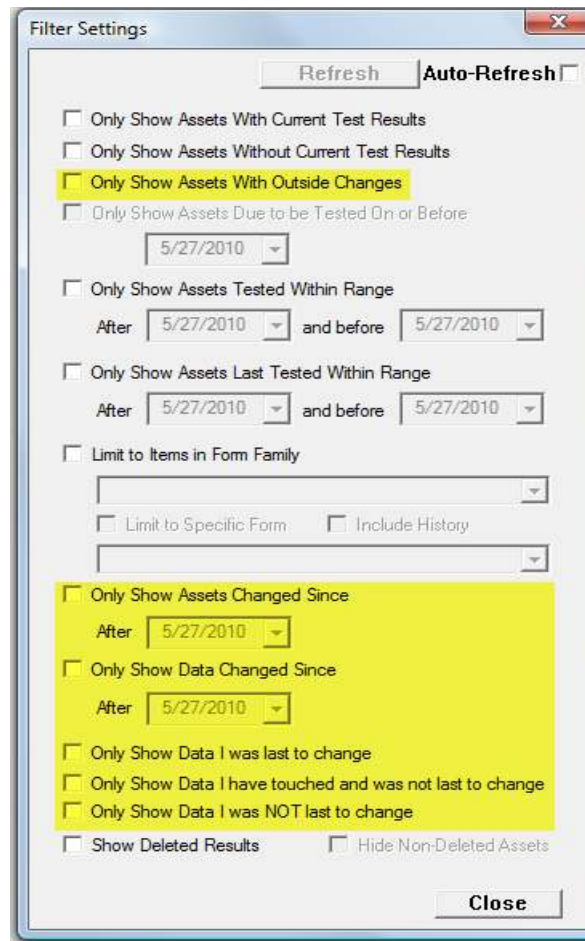 Filter Settings
Refresh Auto-Refresh
Only Show Assets With Current Test Results
Only Show Assets Without Current Test Results
Only Show Assets With Outside Changes
Only Show Assets Due to be Tested On or Before
5/27/2010
Only Show Assets Tested Within Range
After 5/27/2010 and before 5/27/2010
Only Show Assets Last Tested Within Range
After 5/27/2010 and before 5/27/2010
Limit to Items in Form Family
Limit to Specific Form Include History
Only Show Assets Changed Since
After 5/27/2010
Only Show Data Changed Since
After 5/27/2010
Only Show Data I was last to change
Only Show Data I have touched and was not last to change
Only Show Data I was NOT last to change
Show Deleted Results Hide Non-Deleted Assets
Close